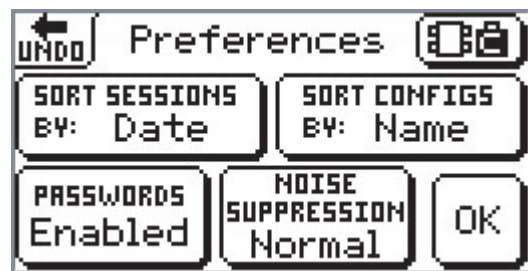 UNDO Preferences
SORT SESSIONS
BY: Date
SORT CONFIGS
BY: Name
PASSWORDS
Enabled
NOISE
SUPPRESSION
Normal
OK